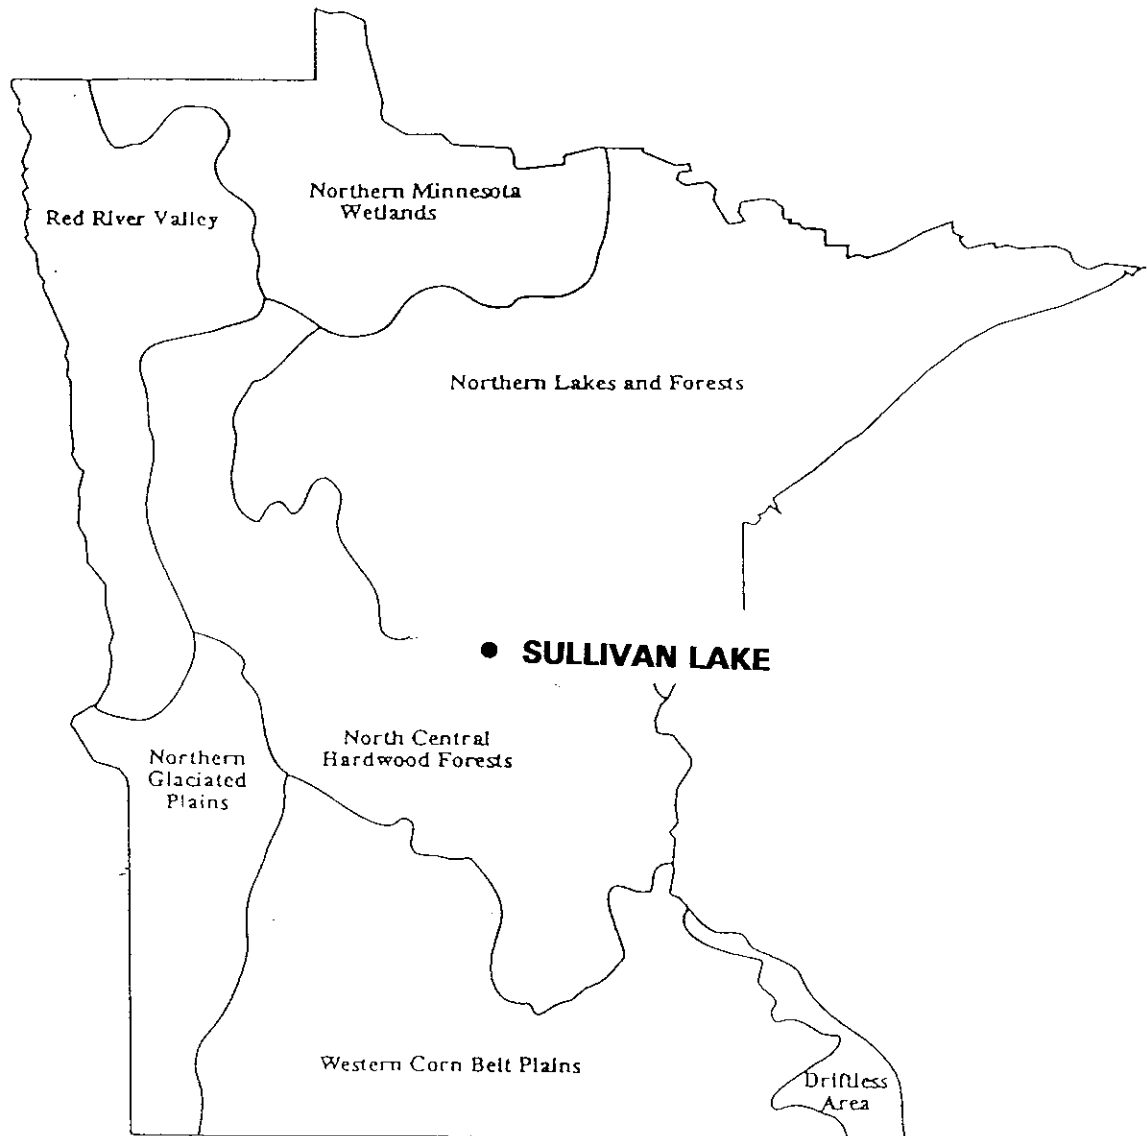 Northern Minnesota
Wetlands
Red River Valley
Northern Lakes and Forests
SULLIVAN LAKE
North Central
Hardwood Forests
Northern
Glaciated
Plains
Western Corn Belt Plains
Driftless
Area